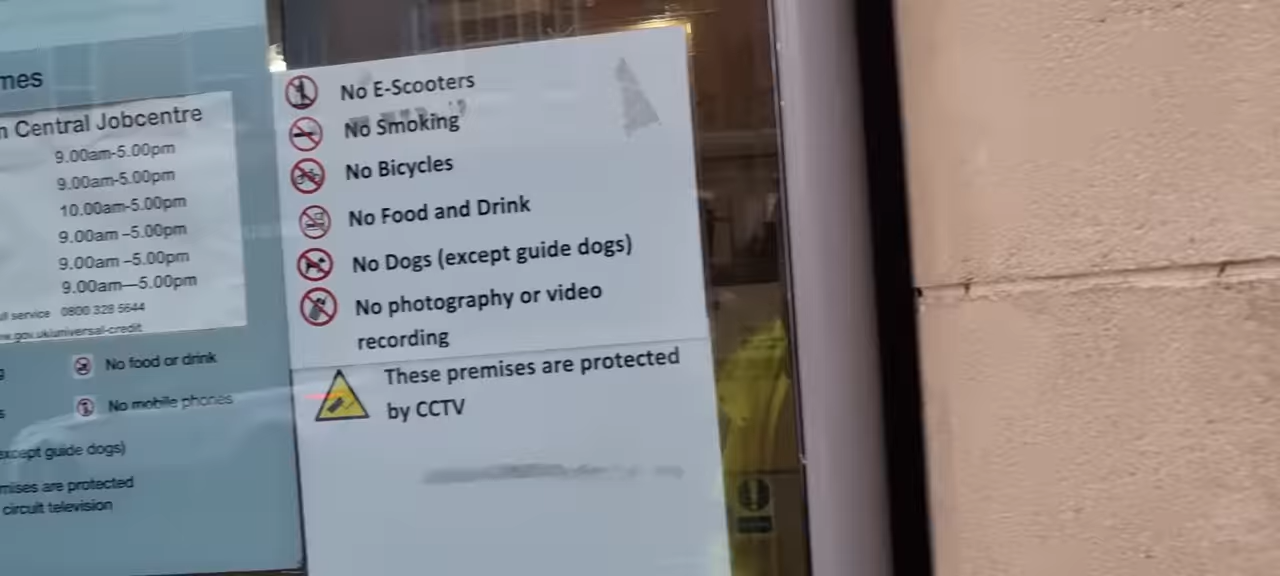 mes
Central Jobcentre
9.00am-5.00pm
9.00am-5.00pm
10.00am-5.00pm
9.00am –5.00pm
9.00am –5.00pm
9.00am—5.00pm
service 0800 328 5644
gov.uk/universal-credit
No food or drink
No mobile phones
except guide dogs)
mises are protected
circuit television
No E-Scooters
No Smoking
No Bicycles
No Food and Drink
No Dogs (except guide dogs)
No photography or video
recording
These premises are protected
by CCTV